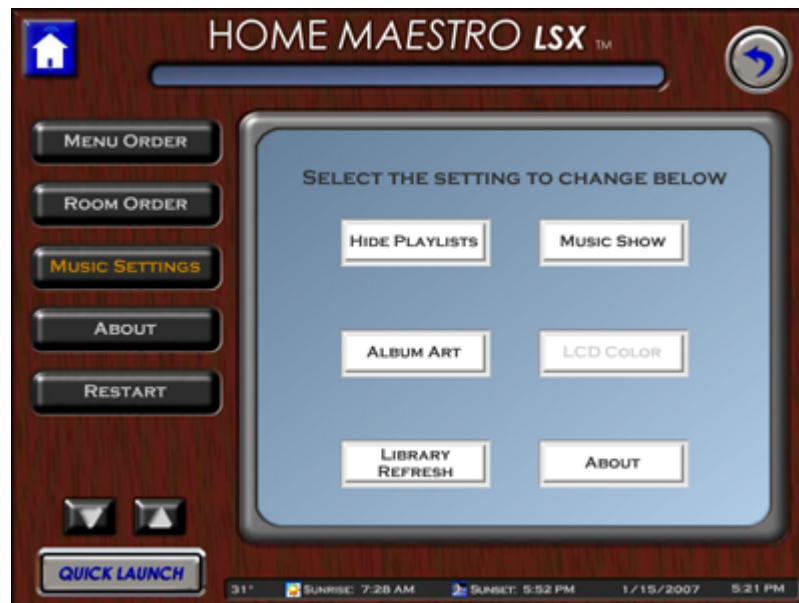 HOME MAESTRO LSX TM
MENU ORDER
ROOM ORDER
MUSIC SETTINGS
ABOUT
RESTART
QUICK LAUNCH
SELECT THE SETTING TO CHANGE BELOW
HIDE PLAYLISTS
MUSIC SHOW
ALBUM ART
LCD COLOR
LIBRARY
REFRESH
ABOUT
31° SUNRISE: 7:28 AM SUNSET: 5:52 PM 1/15/2007 5:21 PM